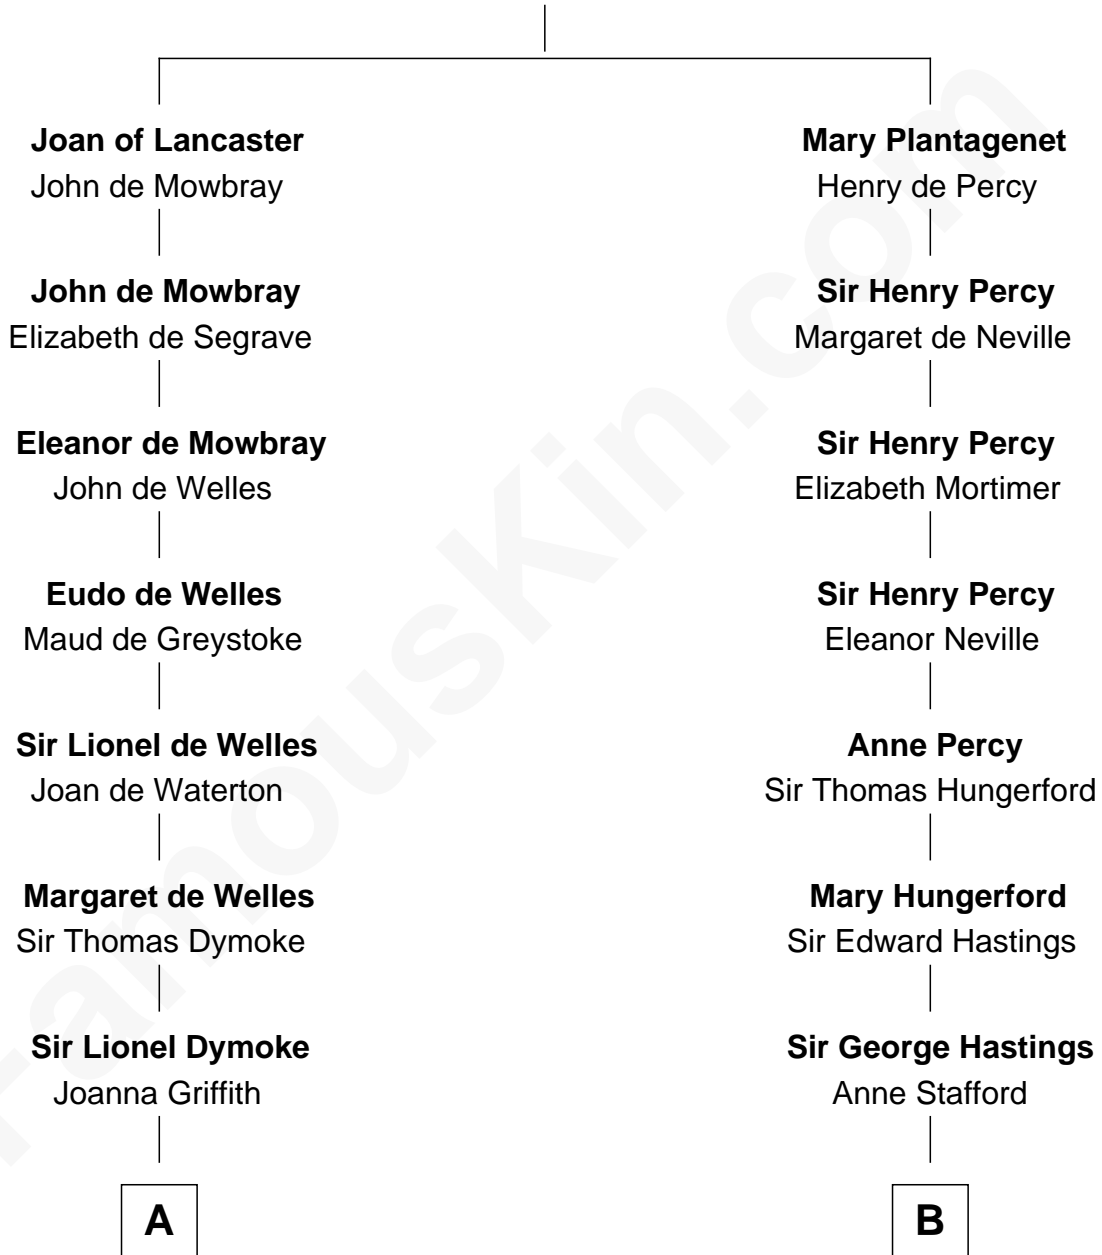 Joan of Lancaster
John de Mowbray
John de Mowbray
Elizabeth de Segrave
Eleanor de Mowbray
John de Welles
Eudo de Welles
Maud de Greystoke
Sir Lionel de Welles
Joan de Waterton
Margaret de Welles
Sir Thomas Dymoke
Sir Lionel Dymoke
Joanna Griffith
A
Mary Plantagenet
Henry de Percy
Sir Henry Percy
Margaret de Neville
Sir Henry Percy
Elizabeth Mortimer
Sir Henry Percy
Eleanor Neville
Anne Percy
Sir Thomas Hungerford
Mary Hungerford
Sir Edward Hastings
Sir George Hastings
Anne Stafford
B
FamousKin.com